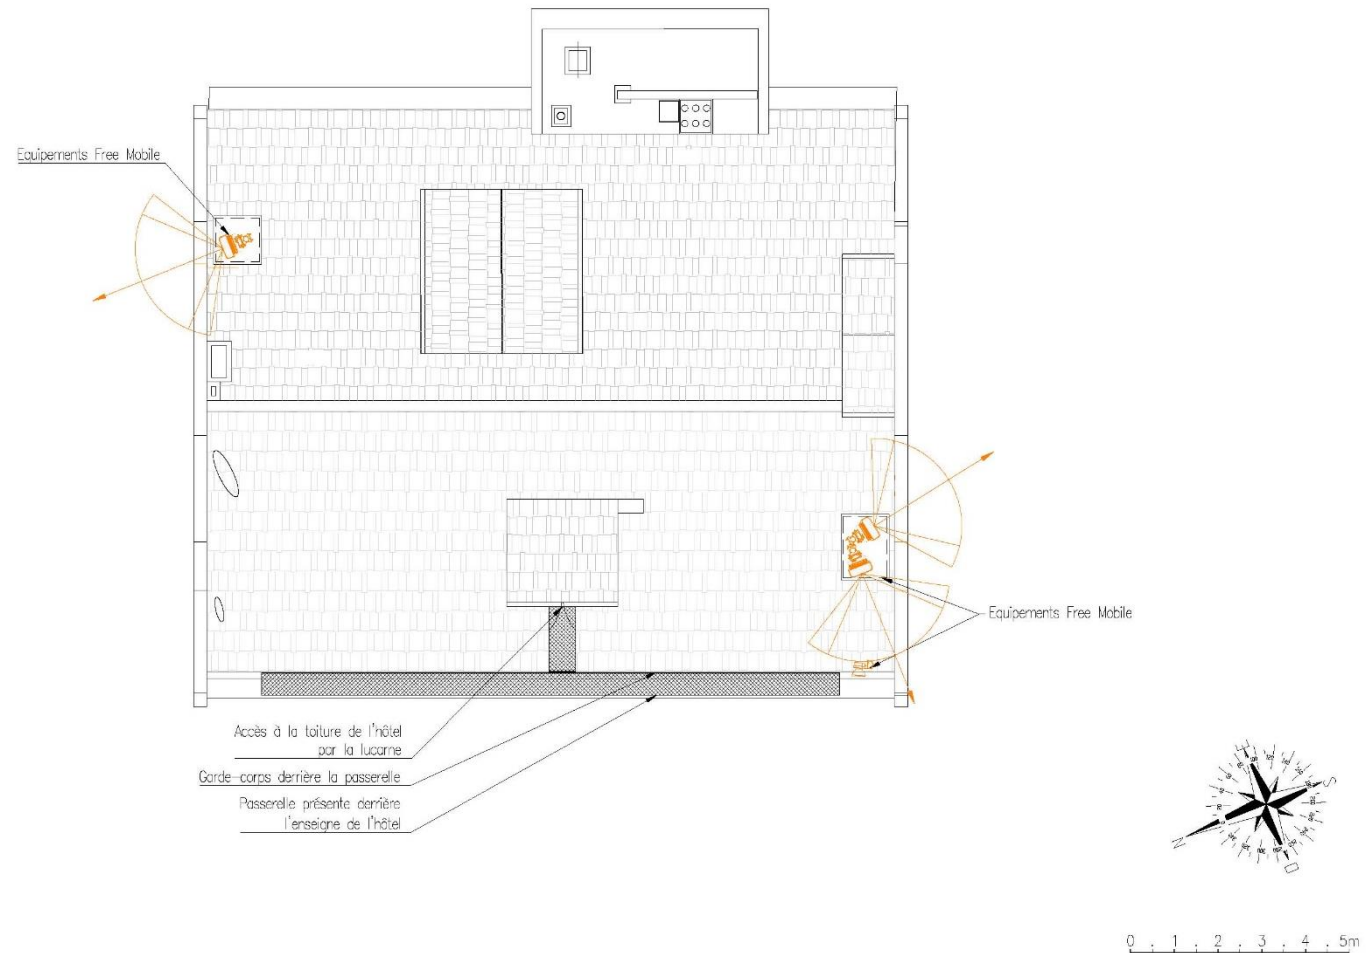 Equipements Free Mobile
Equipements Free Mobile
Accès à la toiture de l'hôtel
par la lucarne
Garde-corps derrière la passerelle
Passerelle présente derrière
l'enseigne de l'hôtel
S
N
0 . 1 . 2 . 3 . 4 . 5m